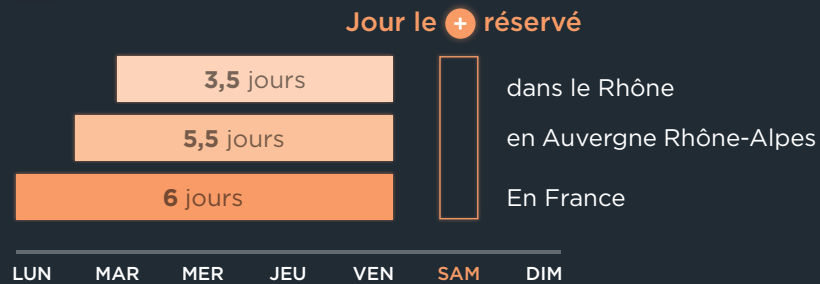 Jour le + réservé
3,5 jours
dans le Rhône
5,5 jours
en Auvergne Rhône-Alpes
6 jours
En France
LUN MAR MER JEU VEN SAM DIM